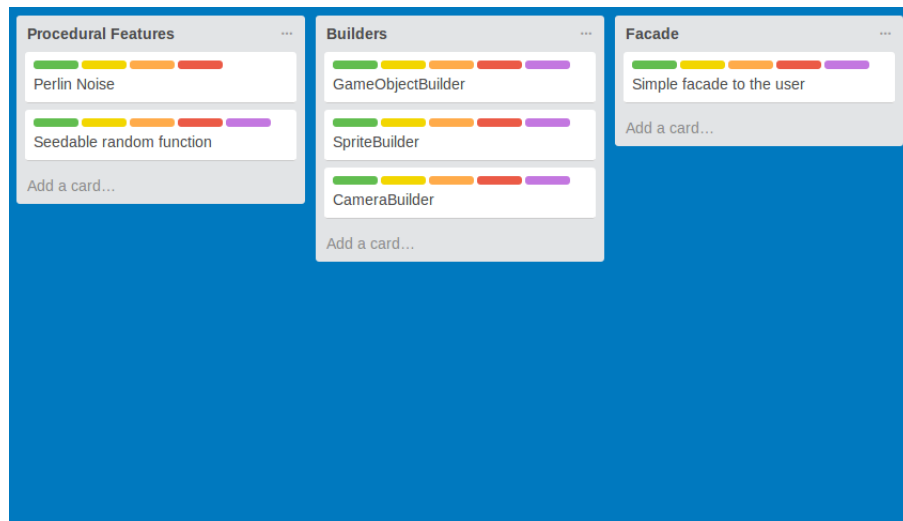 Procedural Features
Perlin Noise
Seedable random function
Add a card…
Builders
GameObjectBuilder
SpriteBuilder
CameraBuilder
Add a card…
Facade
Simple facade to the user
Add a card…